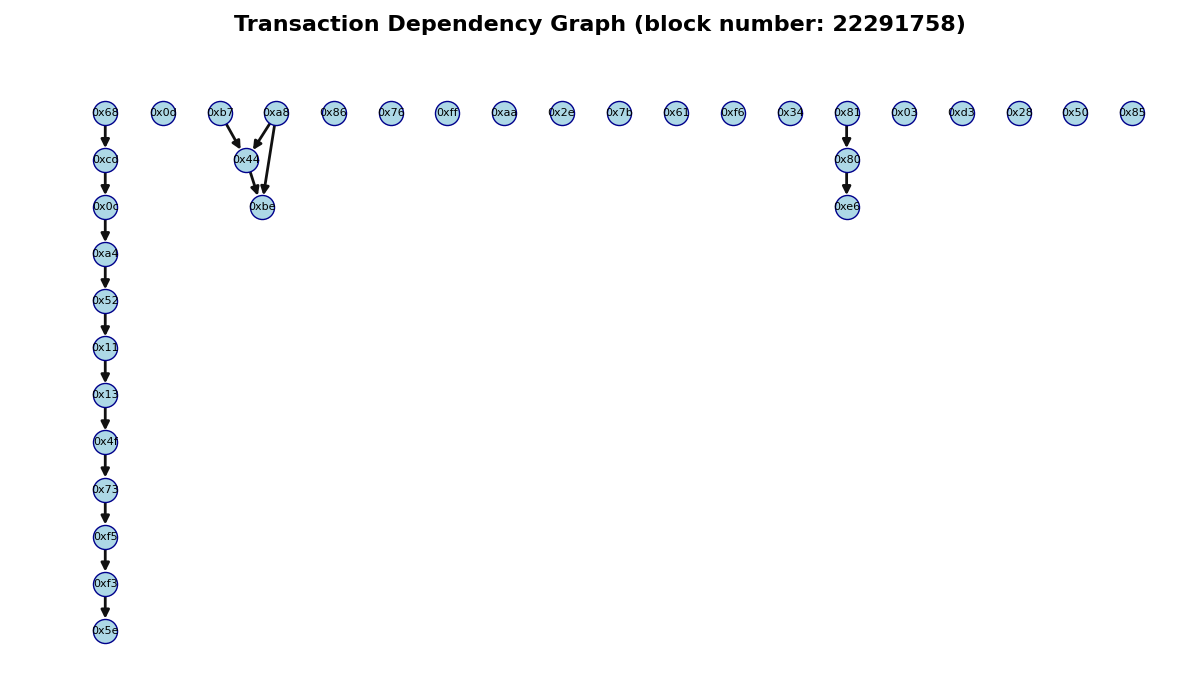 Transaction Dependency Graph (block number: 22291758)
0x68 0x0d 0xb7 0xa8 0x86 0x76 0xff 0xaa 0x2e 0x7b 0x61 0xf6 0x34 0x81 0x03 0xd3 0x28 0x50 0x85
0xcd 0x44 0x80
0x0c 0xbe 0xe6
0xa4
0x52
0x11
0x13
0x4f
0x73
0xf5
0xf3
0x5e